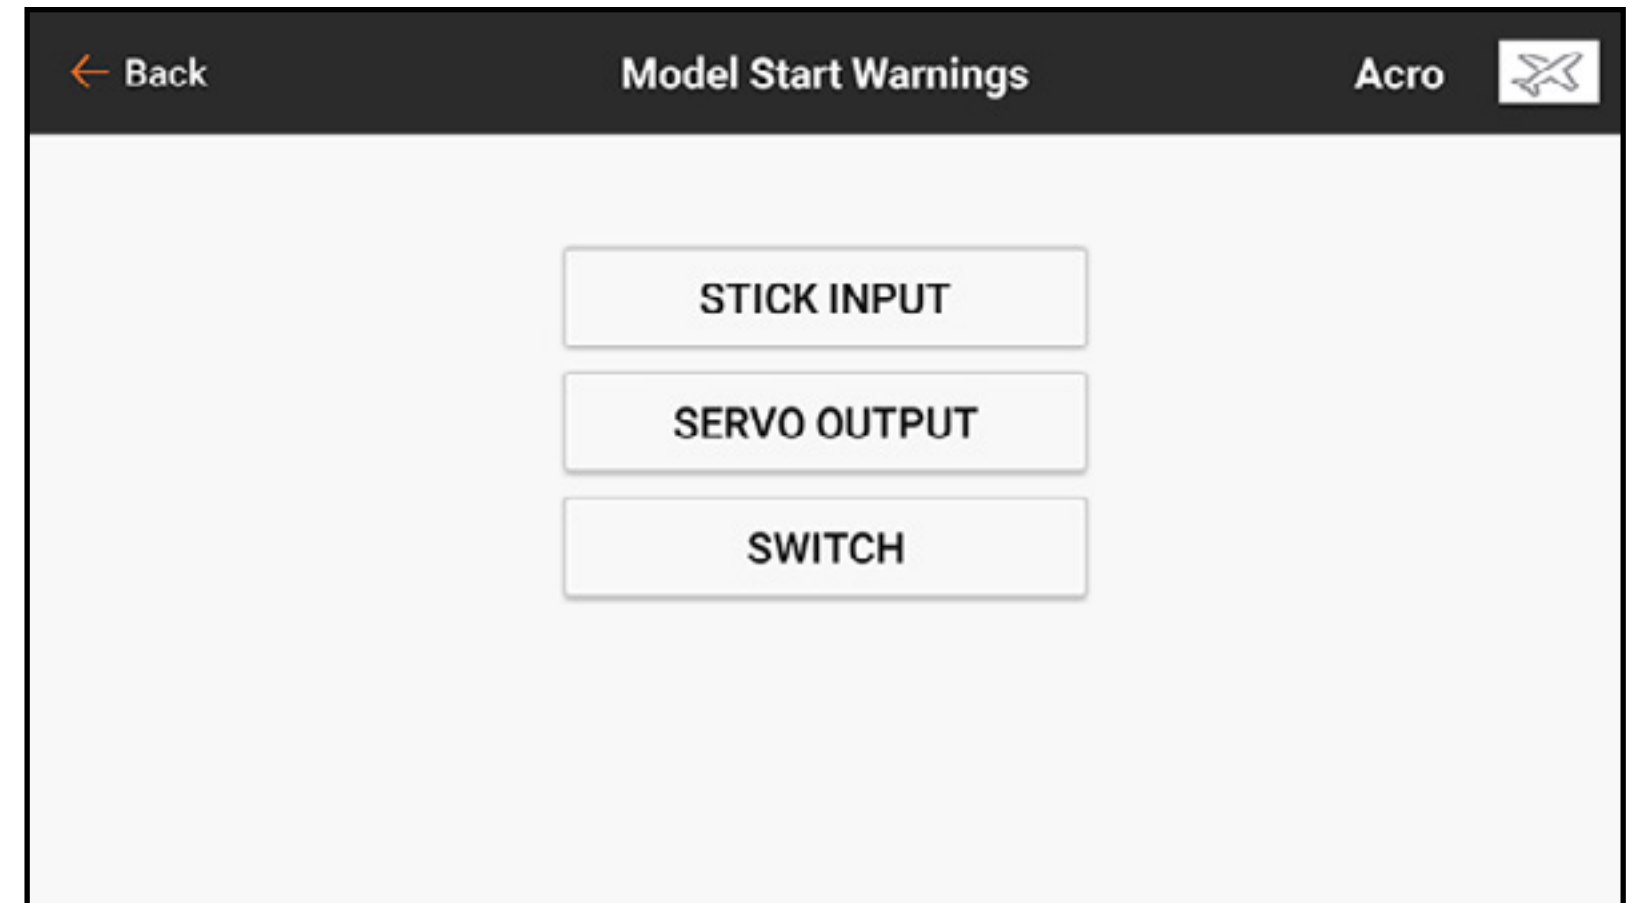 Back
Model Start Warnings
Acro
STICK INPUT
SERVO OUTPUT
SWITCH